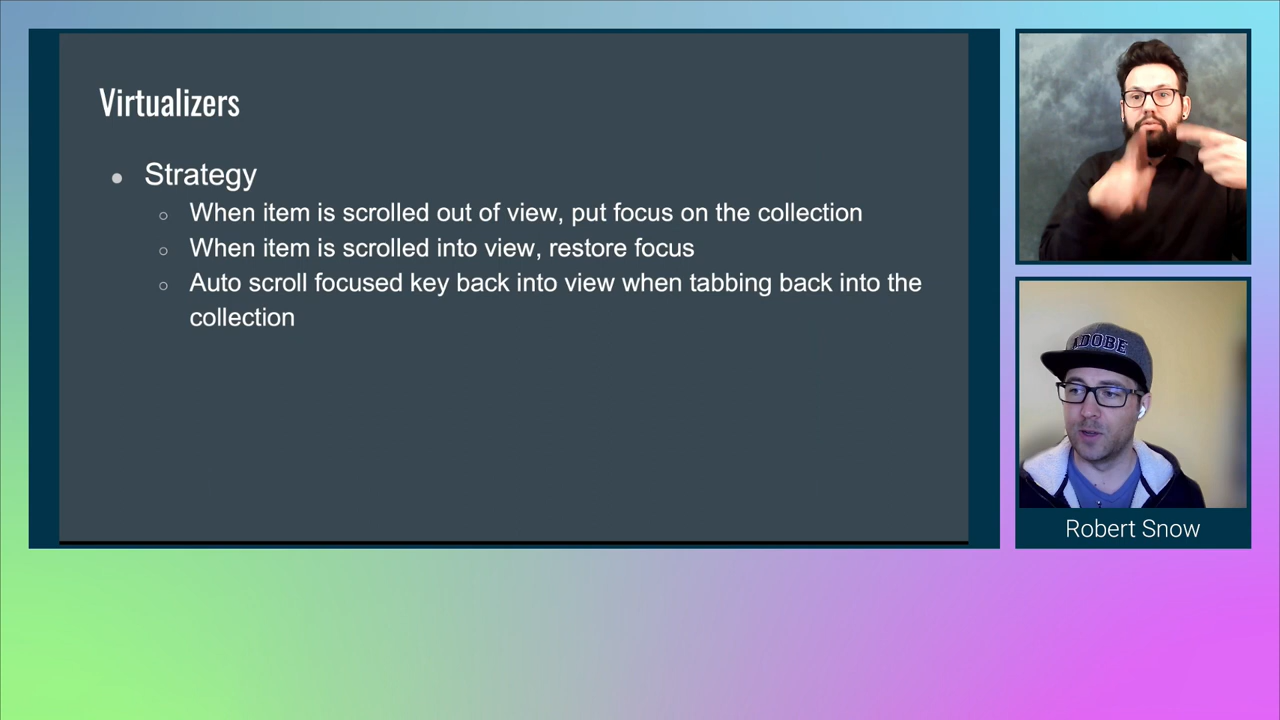 Virtualizers
Strategy
When item is scrolled out of view, put focus on the collection
When item is scrolled into view, restore focus
Auto scroll focused key back into view when tabbing back into the
collection
ADOBE
Robert Snow